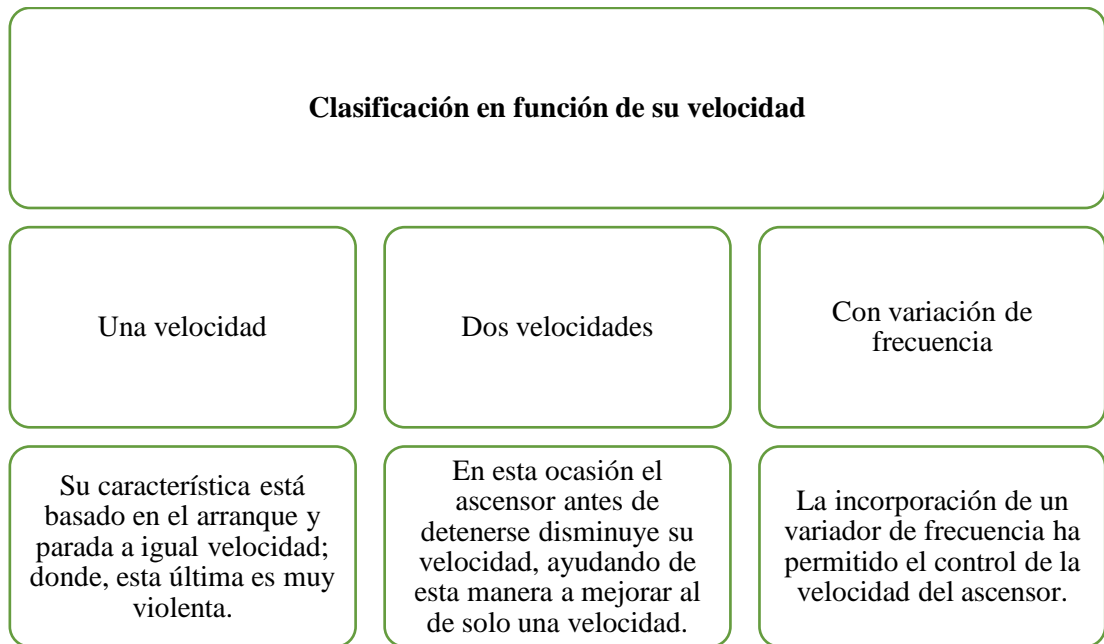 Clasificación en función de su velocidad
Una velocidad
Dos velocidades
Con variación de
frecuencia
Su característica está
basado en el arranque y
parada a igual velocidad;
donde, esta última es muy
violenta.
En esta ocasión el
ascensor antes de
detenerse disminuye su
velocidad, ayudando de
esta manera a mejorar al
de solo una velocidad.
La incorporación de un
variador de frecuencia ha
permitido el control de la
velocidad del ascensor.